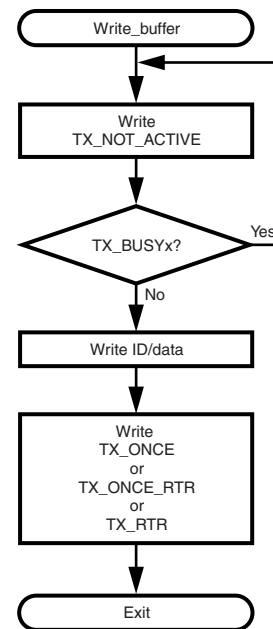 Write_buffer
Write
TX_NOT_ACTIVE
TX_BUSYx?
Yes
No
Write ID/data
Write
TX_ONCE
or
TX_ONCE_RTR
or
TX_RTR
Exit